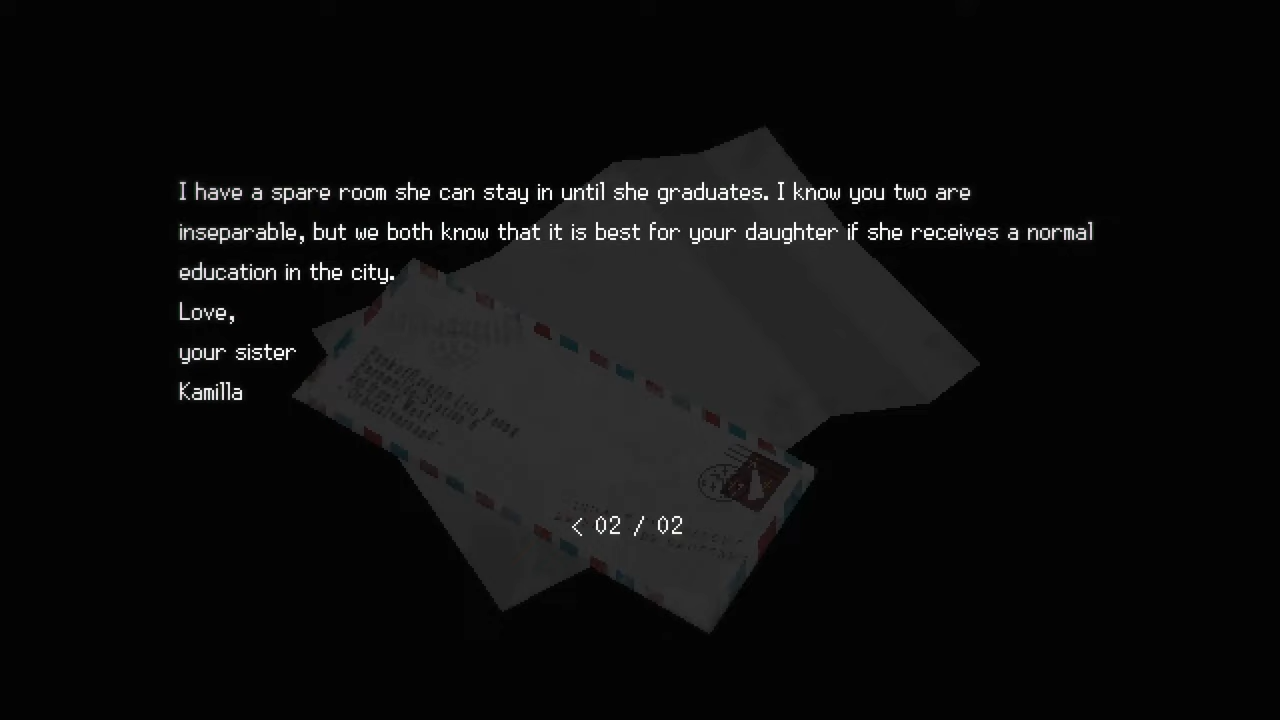 I have a spare room she can stay in until she graduates. I know you two are
inseparable, but we both know that it is best for your daughter if she receives a normal
education in the city.
Love,
your sister
Kamilla
< 02 / 02